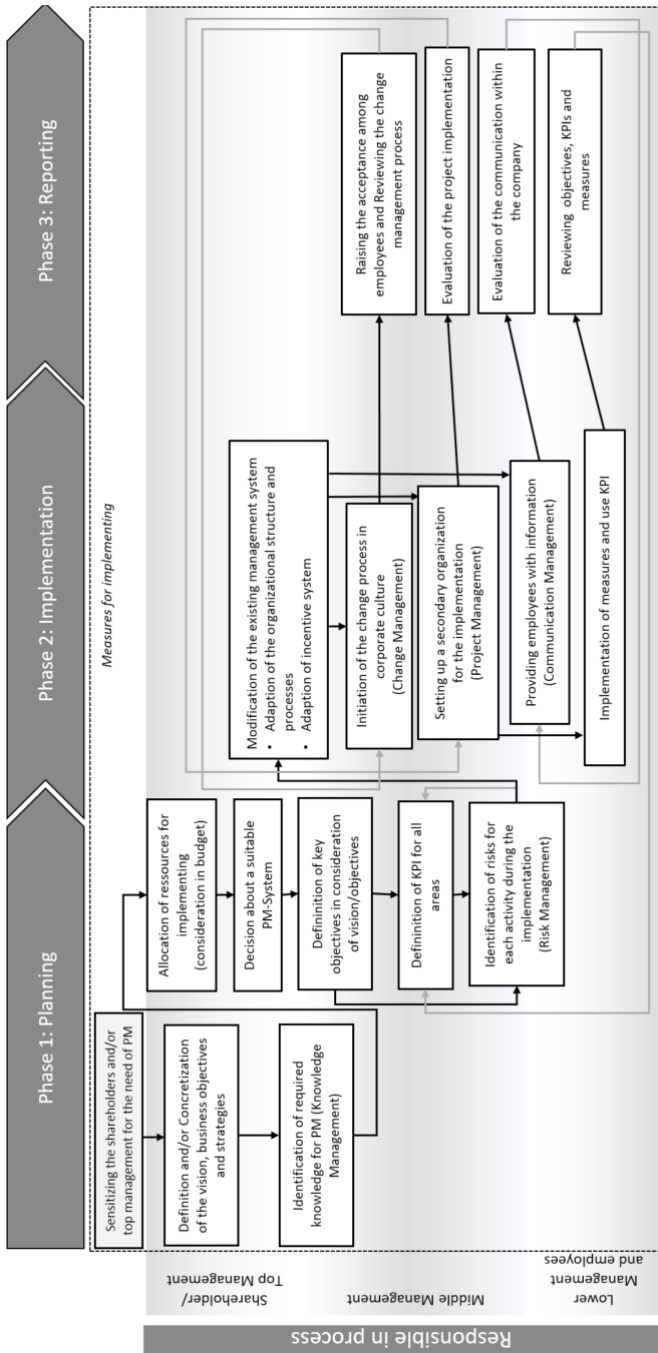 Phase 1: Planning
Phase 2: Implementation
Phase 3: Reporting
Measures for implementing
Sensitizing the shareholders and/or
top management for the need of PM
Definition and/or Concretization
of the vision, business objectives
and strategies
Identification of required
knowledge for PM (Knowledge
Management)
Allocation of ressources for
implementing
(consideration in budget)
Decision about a suitable
PM-System
Defininition of key
objectives in consideration
of vision/objectives
Defininition of KPI for all
areas
Identification of risks for
each activity during the
implementation
(Risk Management)
Modification of the existing management system
• Adaption of the organizational structure and
processes
• Adaption of incentive system
Initiation of the change process in
corporate culture
(Change Management)
Setting up a secondary organization
for the implementation
(Project Management)
Providing employees with information
(Communication Management)
Implementation of measures and use KPI
Raising the acceptance among
employees and Reviewing the change
management process
Evaluation of the project implementation
Evaluation of the communication within
the company
Reviewing objectives, KPIs and
measures
Responsible in process
Shareholder/
Top Management
Middle Management
Lower
Management
and employees